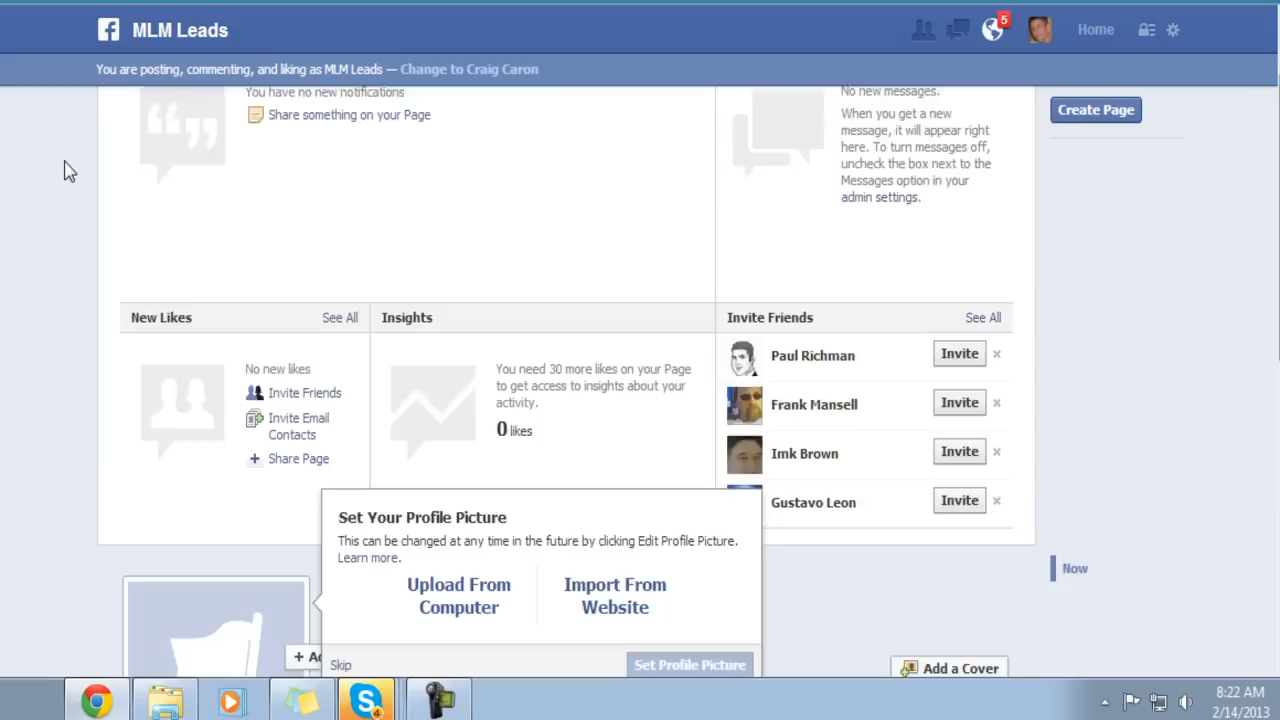 MLM Leads
5
Home
You are posting, commenting, and liking as MLM Leads — Change to Craig Caron
You have no new notifications
Share something on your Page
No new messages.
When you get a new
message, it will appear right
here. To turn messages off,
uncheck the box next to the
Messages option in your
admin settings.
Create Page
New Likes
See All
Insights
Invite Friends
See All
No new likes
Invite Friends
Invite Email
Contacts
+ Share Page
You need 30 more likes on your Page
to get access to insights about your
activity.
0 likes
Paul Richman
Invite
Frank Mansell
Invite
Imk Brown
Invite
Gustavo Leon
Invite
Set Your Profile Picture
This can be changed at any time in the future by clicking Edit Profile Picture.
Learn more.
Upload From
Computer
Import From
Website
Skip
Set Profile Picture
Now
Add a Cover
4
8:22 AM
2/14/2013